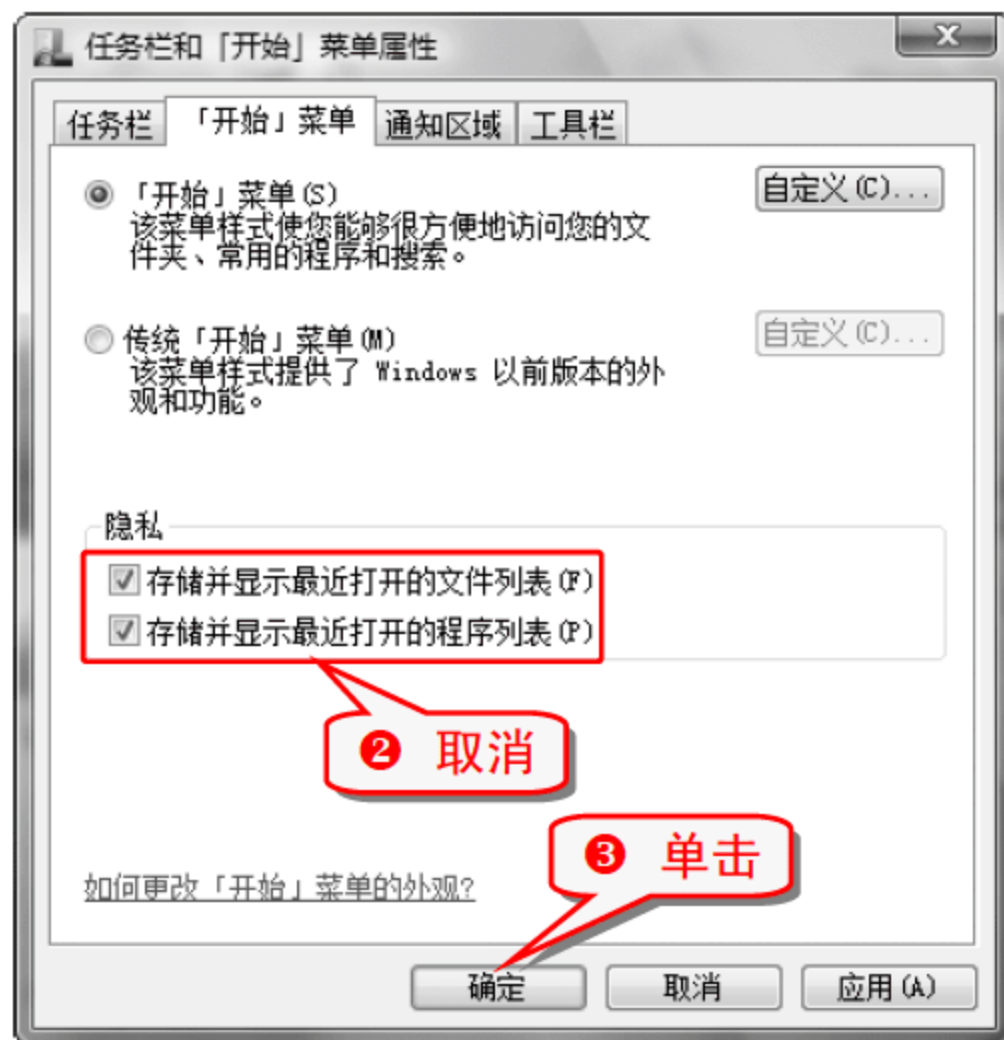 任务栏和「开始」菜单属性
任务栏 「开始」菜单 通知区域 工具栏
「开始」菜单(S) 自定义(C)...
该菜单样式使您能够很方便地访问您的文
件夹、常用的程序和搜索。
传统「开始」菜单(M) 自定义(C)...
该菜单样式提供了 Windows 以前版本的外
观和功能。
隐私
存储并显示最近打开的文件列表(F)
存储并显示最近打开的程序列表(P)
❷ 取消
❸ 单击
如何更改「开始」菜单的外观?
确定 取消 应用(A)